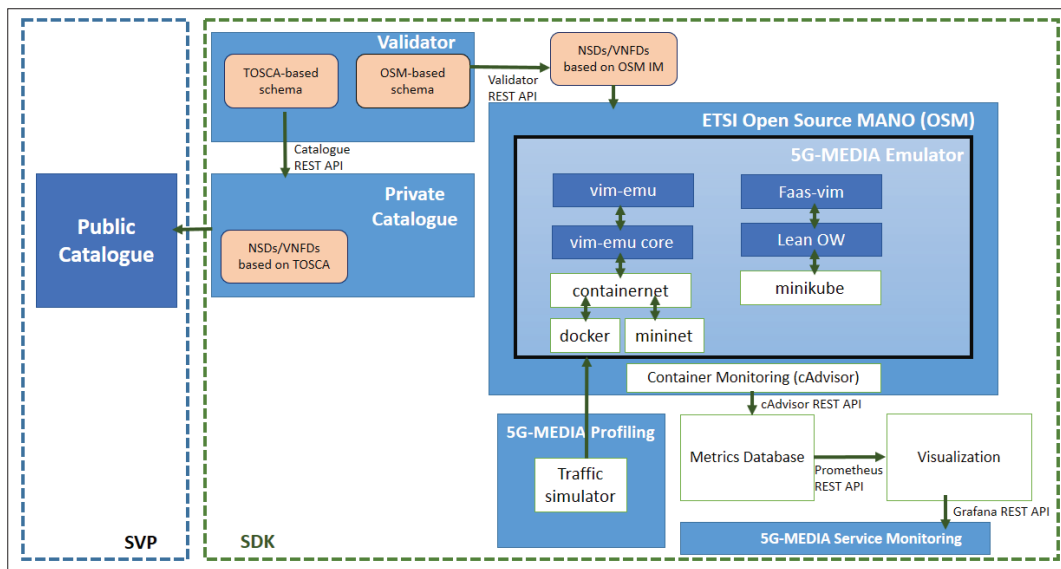 Validator
TOSCA-based
schema
OSM-based
schema
Validator
REST API
NSDs/VNFDs
based on OSM IM
Catalogue
REST API
Public
Catalogue
Private
Catalogue
NSDs/VNFDs
based on TOSCA
ETSI Open Source MANO (OSM)
5G-MEDIA Emulator
vim-emu
Faas-vim
vim-emu core
Lean OW
containernet
minikube
docker
mininet
Container Monitoring (cAdvisor)
cAdvisor REST API
5G-MEDIA Profiling
Traffic
simulator
Metrics Database
Prometheus
REST API
Visualization
Grafana REST API
5G-MEDIA Service Monitoring
SVP
SDK